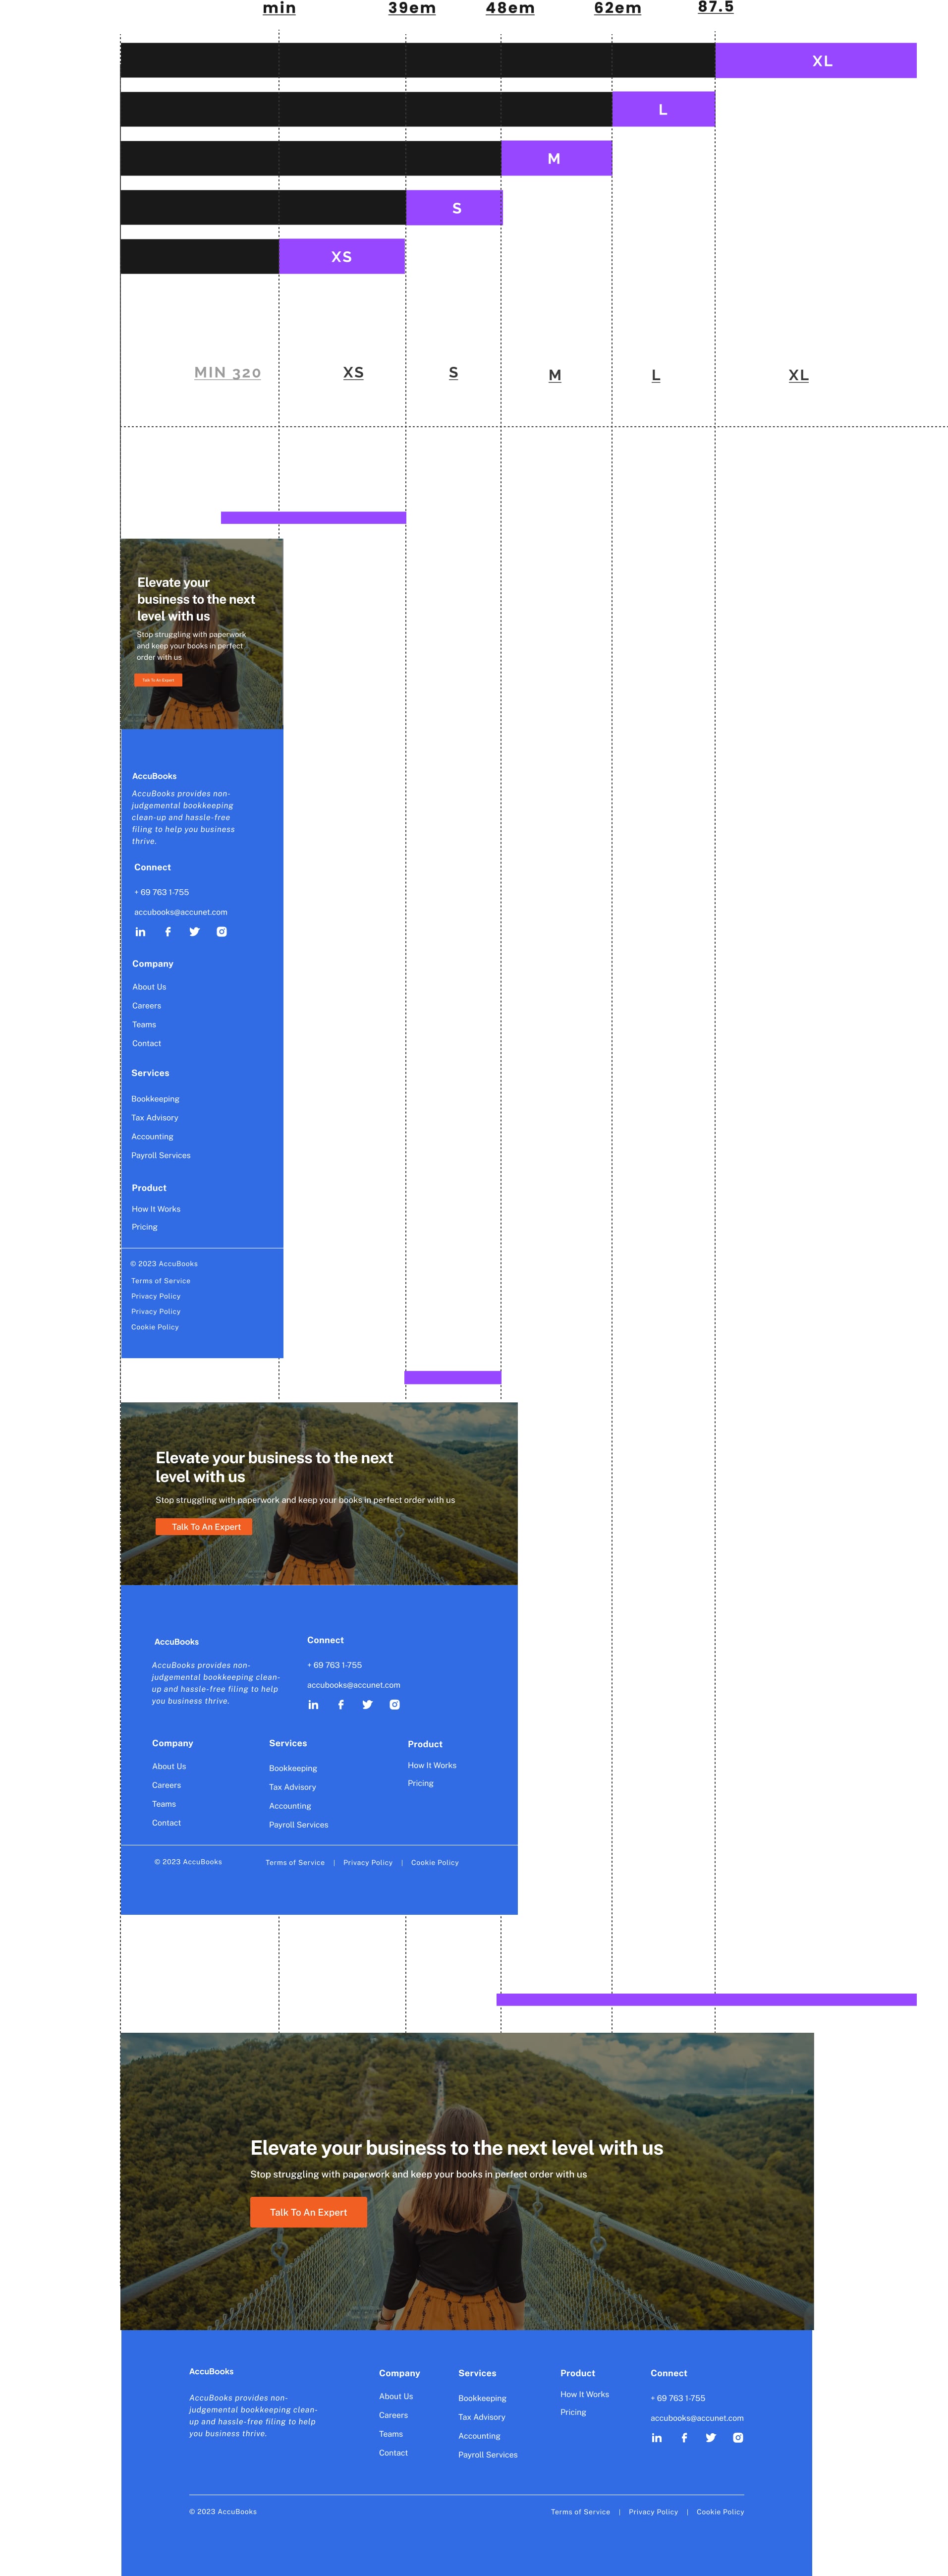 min
39em
48em
62em
87.5
XL
L
M
S
XS
MIN 320
XS
S
M
L
XL
Elevate your
business to the next
level with us
Stop struggling with paperwork
and keep your books in perfect
order with us
Talk To An Expert
AccuBooks
AccuBooks provides non-
judgemental bookkeeping
clean-up and hassle-free
filing to help you business
thrive.
Connect
+ 69 763 1-755
accubooks@accunet.com
Company
About Us
Careers
Teams
Contact
Services
Bookkeeping
Tax Advisory
Accounting
Payroll Services
Product
How It Works
Pricing
© 2023 AccuBooks
Terms of Service
Privacy Policy
Privacy Policy
Cookie Policy
Elevate your business to the next
level with us
Stop struggling with paperwork and keep your books in perfect order with us
Talk To An Expert
AccuBooks
AccuBooks provides non-
judgemental bookkeeping clean-
up and hassle-free filing to help
you business thrive.
Connect
+ 69 763 1-755
accubooks@accunet.com
Company
About Us
Careers
Teams
Contact
Services
Bookkeeping
Tax Advisory
Accounting
Payroll Services
Product
How It Works
Pricing
© 2023 AccuBooks
Terms of Service | Privacy Policy | Cookie Policy
Elevate your business to the next level with us
Stop struggling with paperwork and keep your books in perfect order with us
Talk To An Expert
AccuBooks
AccuBooks provides non-
judgemental bookkeeping clean-
up and hassle-free filing to help
you business thrive.
Company
About Us
Careers
Teams
Contact
Services
Bookkeeping
Tax Advisory
Accounting
Payroll Services
Product
How It Works
Pricing
Connect
+ 69 763 1-755
accubooks@accunet.com
© 2023 AccuBooks
Terms of Service | Privacy Policy | Cookie Policy